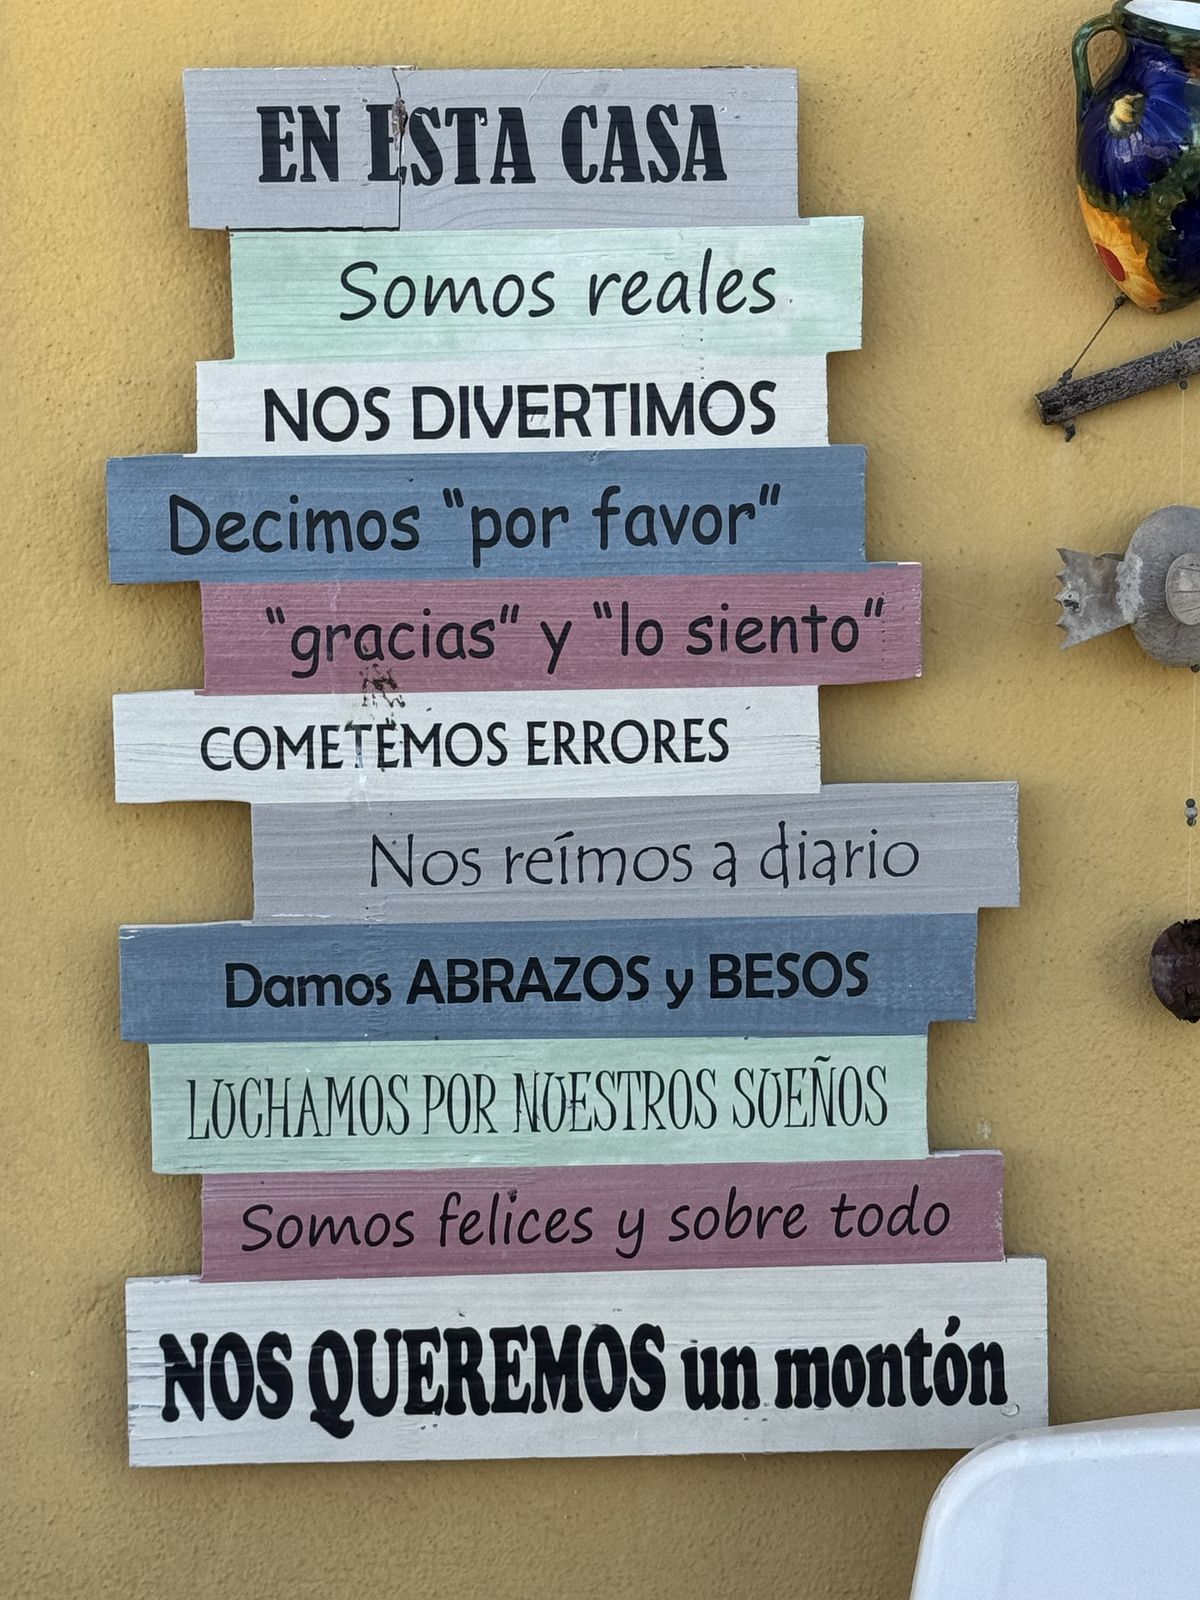 EN ESTA CASA
Somos reales
NOS DIVERTIMOS
Decimos "por favor"
"gracias" y "lo siento"
COMETEMOS ERRORES
Nos reímos a diario
Damos ABRAZOS y BESOS
LUCHAMOS POR NUESTROS SUEÑOS
Somos felices y sobre todo
NOS QUEREMOS un montón